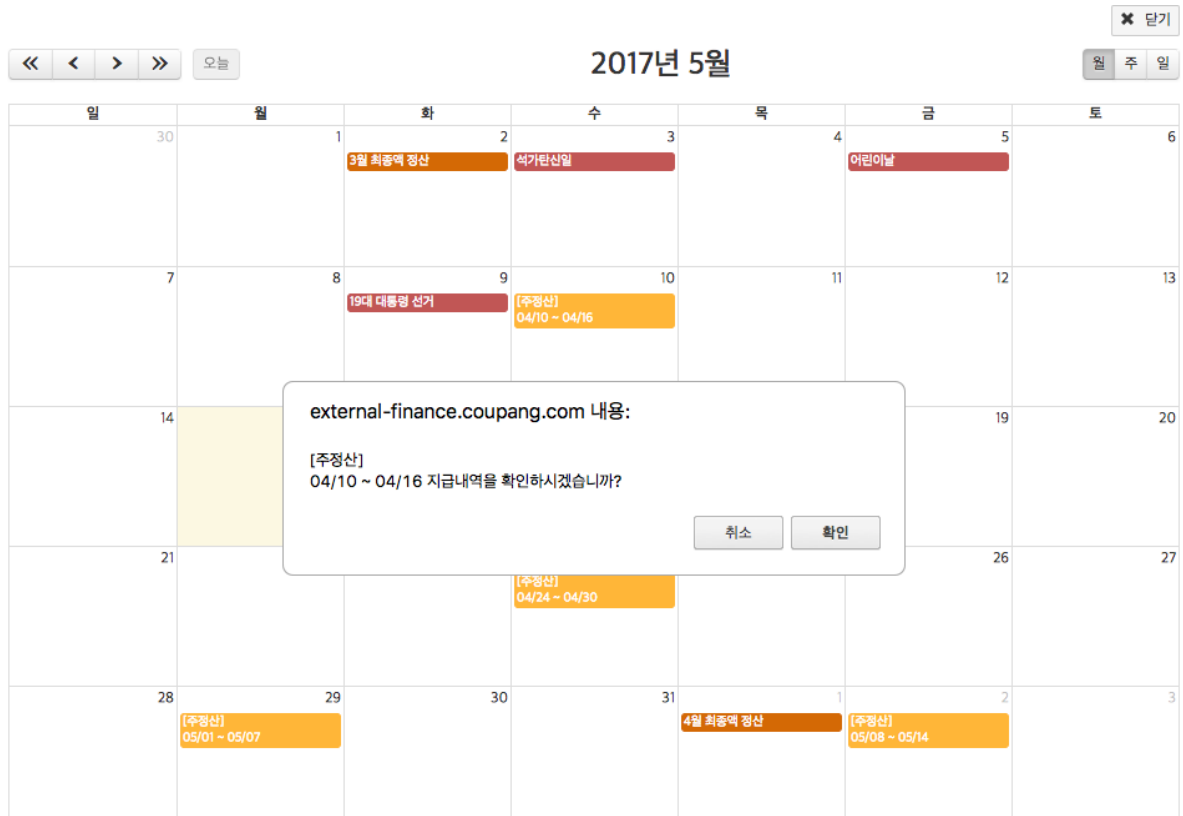 ✖ 닫기
« < > » 오늘
2017년 5월
월 주 일
일 월 화 수 목 금 토
30 1 2 3 4 5 6
3월 최종액 정산
석가탄신일
어린이날
7 8 9 10 11 12 13
19대 대통령 선거
[주정산]
04/10 ~ 04/16
14 19 20
external-finance.coupang.com 내용:
[주정산]
04/10 ~ 04/16 지급내역을 확인하시겠습니까?
취소 확인
21 26 27
[주정산]
04/24 ~ 04/30
28 29 30 31 1 2 3
[주정산]
05/01 ~ 05/07
4월 최종액 정산
[주정산]
05/08 ~ 05/14